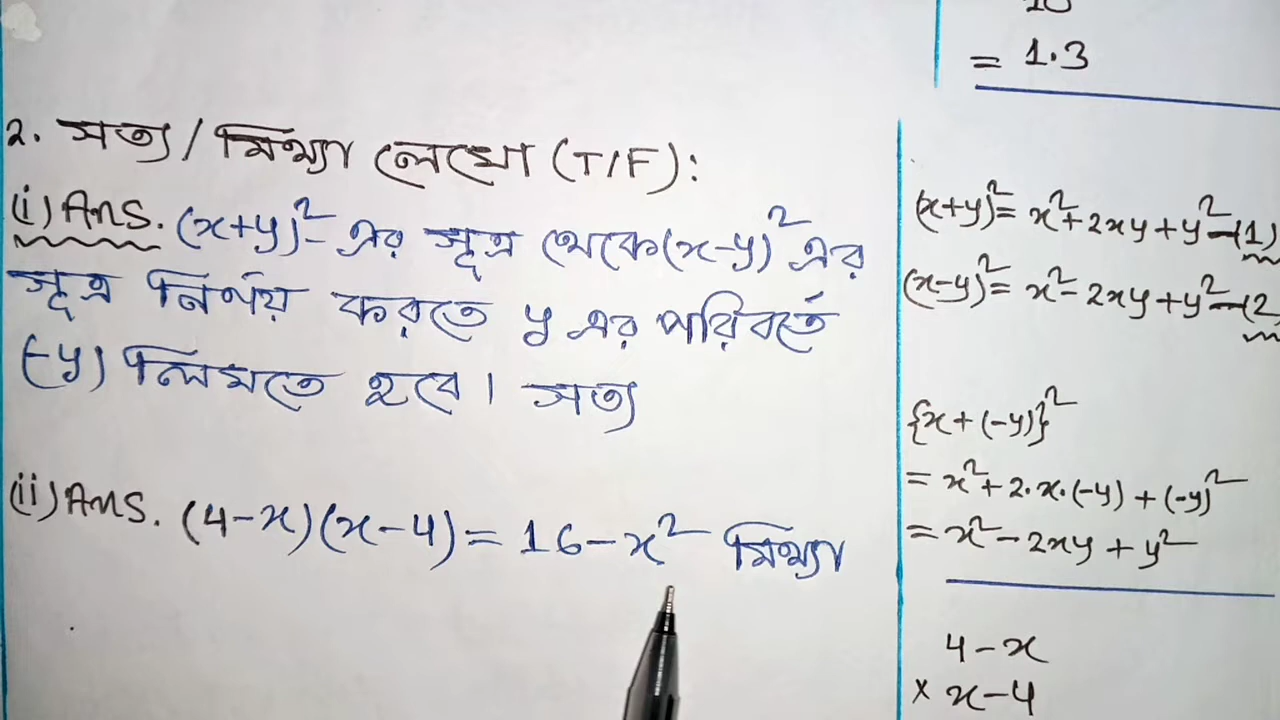 2. সত্য/মিথ্যা লেখো (T/F):
(i) Ans. (x+y)² এর সূত্র থেকে (x-y)² এর
সূত্র নির্ণয় করতে y এর পরিবর্তে
(-y) লিখতে হবে। সত্য
(ii) Ans. (4-x)(x-4) = 16-x² মিথ্যা
10
= 1.3
(x+y)² = x²+2xy+y² —(1)
(x-y)² = x²-2xy+y² —(2
{x+(-y)}²
= x²+2.x.(-y)+(-y)²
= x²-2xy+y²
4-x
× x-4